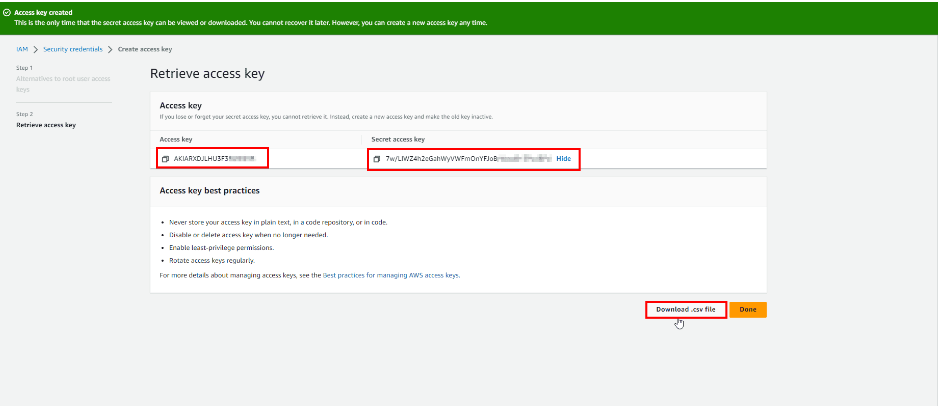 Access key created
This is the only time that the secret access key can be viewed or downloaded. You cannot recover it later. However, you can create a new access key any time.
IAM > Security credentials > Create access key
Step 1
Alternatives to root user access
keys
Step 2
Retrieve access key
Retrieve access key
Access key
If you lose or forget your secret access key, you cannot retrieve it. Instead, create a new access key and make the old key inactive.
Access key Secret access key
Hide
Access key best practices
• Never store your access key in plain text, in a code repository, or in code.
• Disable or delete access key when no longer needed.
• Enable least-privilege permissions.
• Rotate access keys regularly.
For more details about managing access keys, see the Best practices for managing AWS access keys.
Download .csv file Done